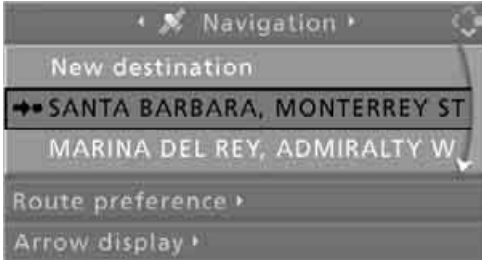 Navigation
New destination
SANTA BARBARA, MONTERREY ST
MARINA DEL REY, ADMIRALTY W
Route preference
Arrow display